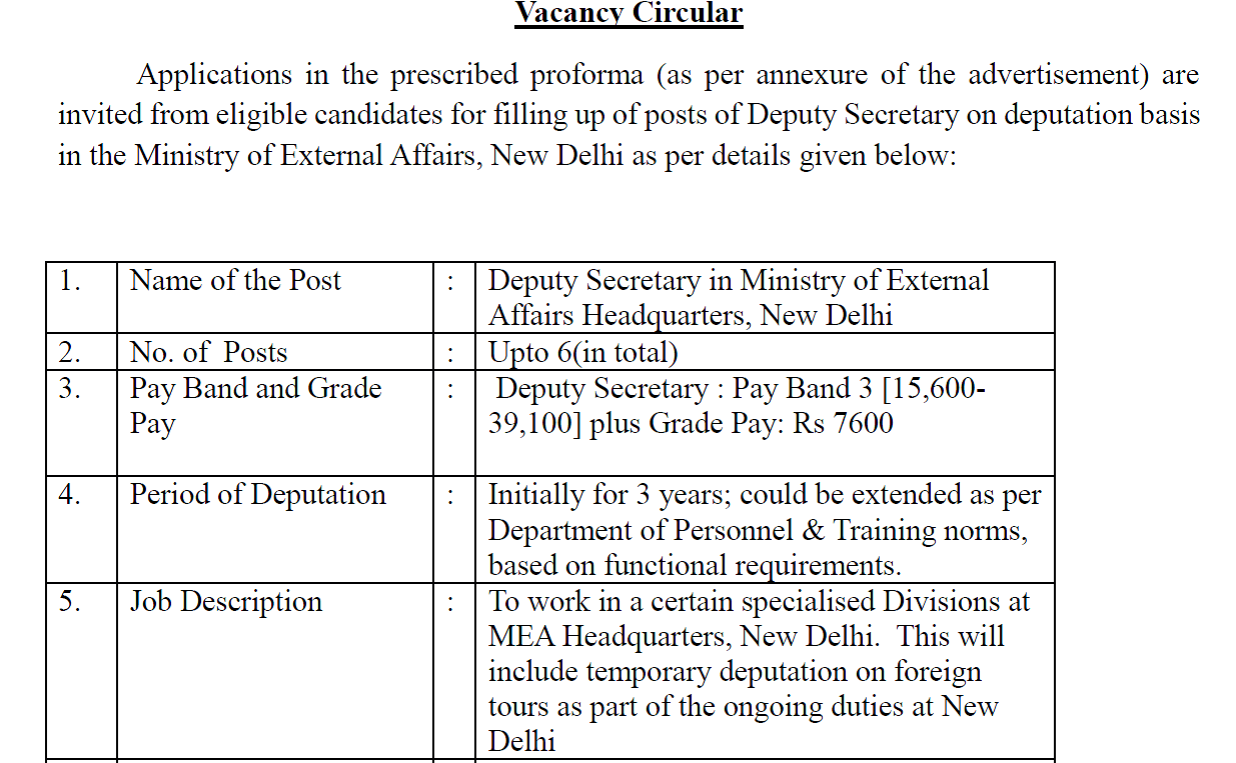 Vacancy Circular
Applications in the prescribed proforma (as per annexure of the advertisement) are
invited from eligible candidates for filling up of posts of Deputy Secretary on deputation basis
in the Ministry of External Affairs, New Delhi as per details given below:
1. Name of the Post : Deputy Secretary in Ministry of External
Affairs Headquarters, New Delhi
2. No. of Posts : Upto 6(in total)
3. Pay Band and Grade : Deputy Secretary : Pay Band 3 [15,600-
Pay 39,100] plus Grade Pay: Rs 7600
4. Period of Deputation : Initially for 3 years; could be extended as per
Department of Personnel & Training norms,
based on functional requirements.
5. Job Description : To work in a certain specialised Divisions at
MEA Headquarters, New Delhi. This will
include temporary deputation on foreign
tours as part of the ongoing duties at New
Delhi